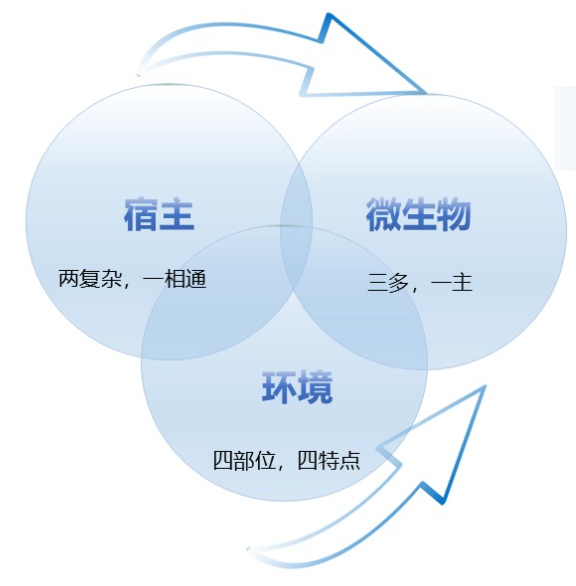 宿主
两复杂，一相通
微生物
三多，一主
环境
四部位，四特点